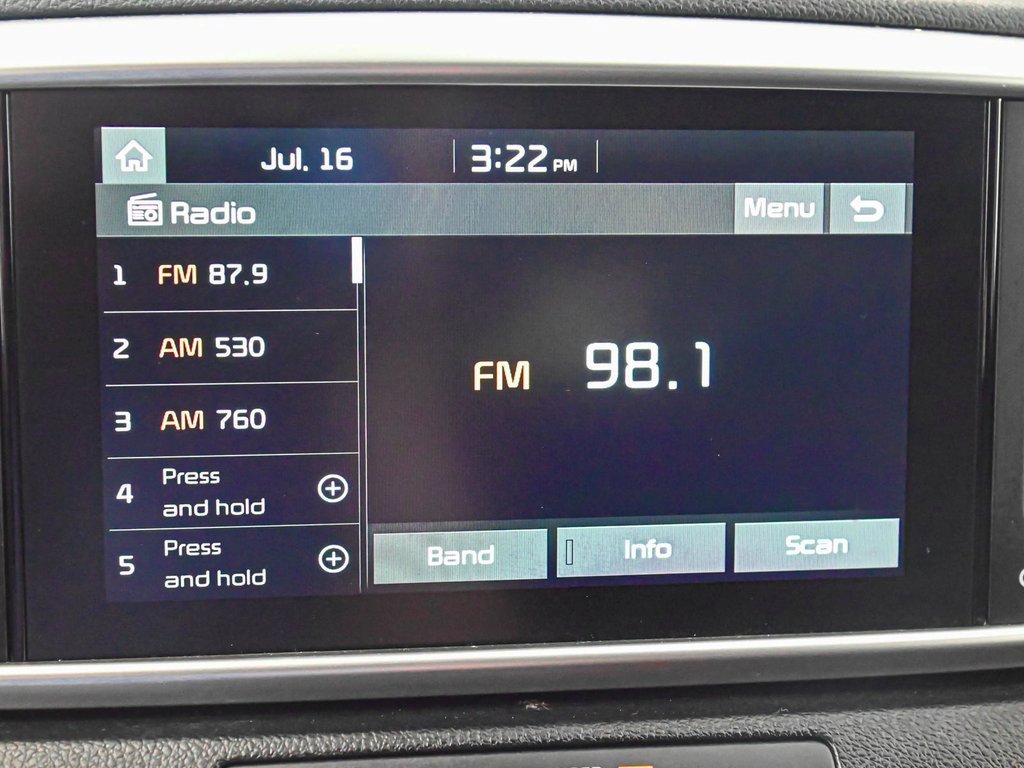 Jul. 16 3:22 PM
Radio Menu
1 FM 87.9
2 AM 530
3 AM 760
4 Press and hold
5 Press and hold
FM 98.1
Band Info Scan